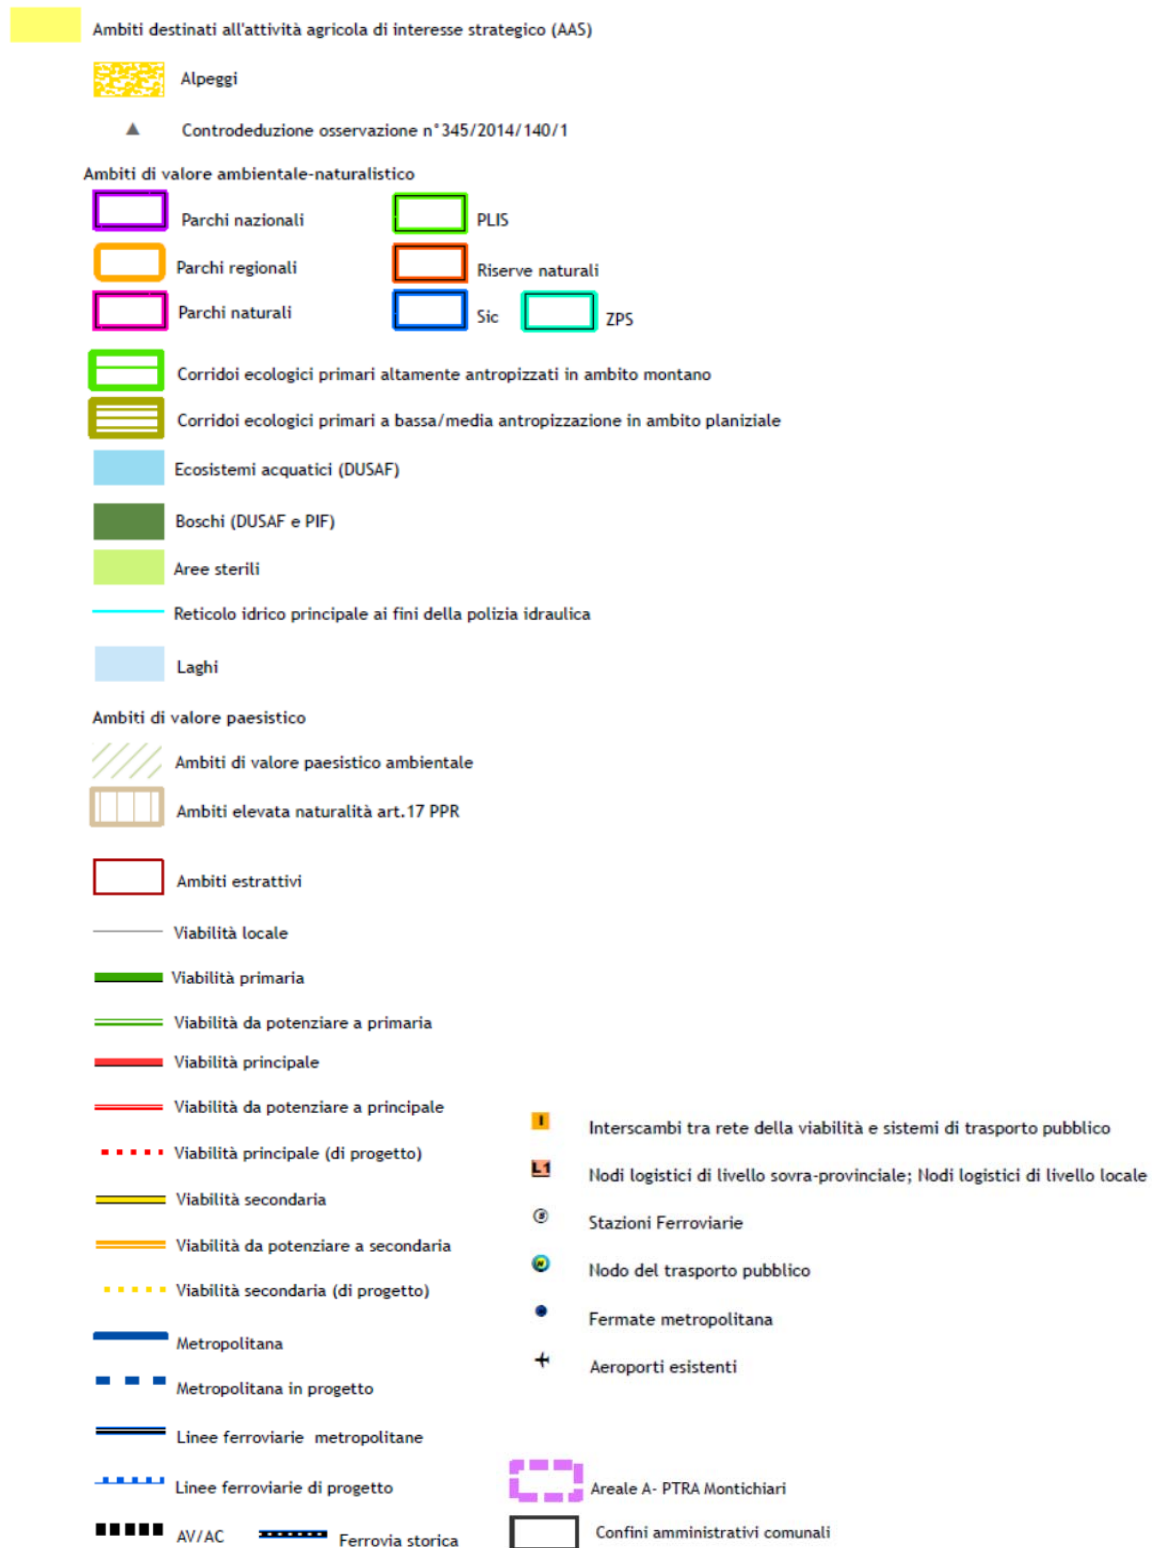 Ambiti destinati all'attività agricola di interesse strategico (AAS)
Alpeggi
Controdeduzione osservazione n°345/2014/140/1
Ambiti di valore ambientale-naturalistico
Parchi nazionali
PLIS
Parchi regionali
Riserve naturali
Parchi naturali
Sic
ZPS
Corridoi ecologici primari altamente antropizzati in ambito montano
Corridoi ecologici primari a bassa/media antropizzazione in ambito planiziale
Ecosistemi acquatici (DUSAF)
Boschi (DUSAF e PIF)
Aree sterili
Reticolo idrico principale ai fini della polizia idraulica
Laghi
Ambiti di valore paesistico
Ambiti di valore paesistico ambientale
Ambiti elevata naturalità art.17 PPR
Ambiti estrattivi
Viabilità locale
Viabilità primaria
Viabilità da potenziare a primaria
Viabilità principale
Viabilità da potenziare a principale
Viabilità principale (di progetto)
Viabilità secondaria
Viabilità da potenziare a secondaria
Viabilità secondaria (di progetto)
Metropolitana
Metropolitana in progetto
Linee ferroviarie metropolitane
Linee ferroviarie di progetto
AV/AC
Ferrovia storica
I
Interscambi tra rete della viabilità e sistemi di trasporto pubblico
L1
Nodi logistici di livello sovra-provinciale; Nodi logistici di livello locale
Stazioni Ferroviarie
N
Nodo del trasporto pubblico
Fermate metropolitana
Aeroporti esistenti
Areale A- PTRA Montichiari
Confini amministrativi comunali